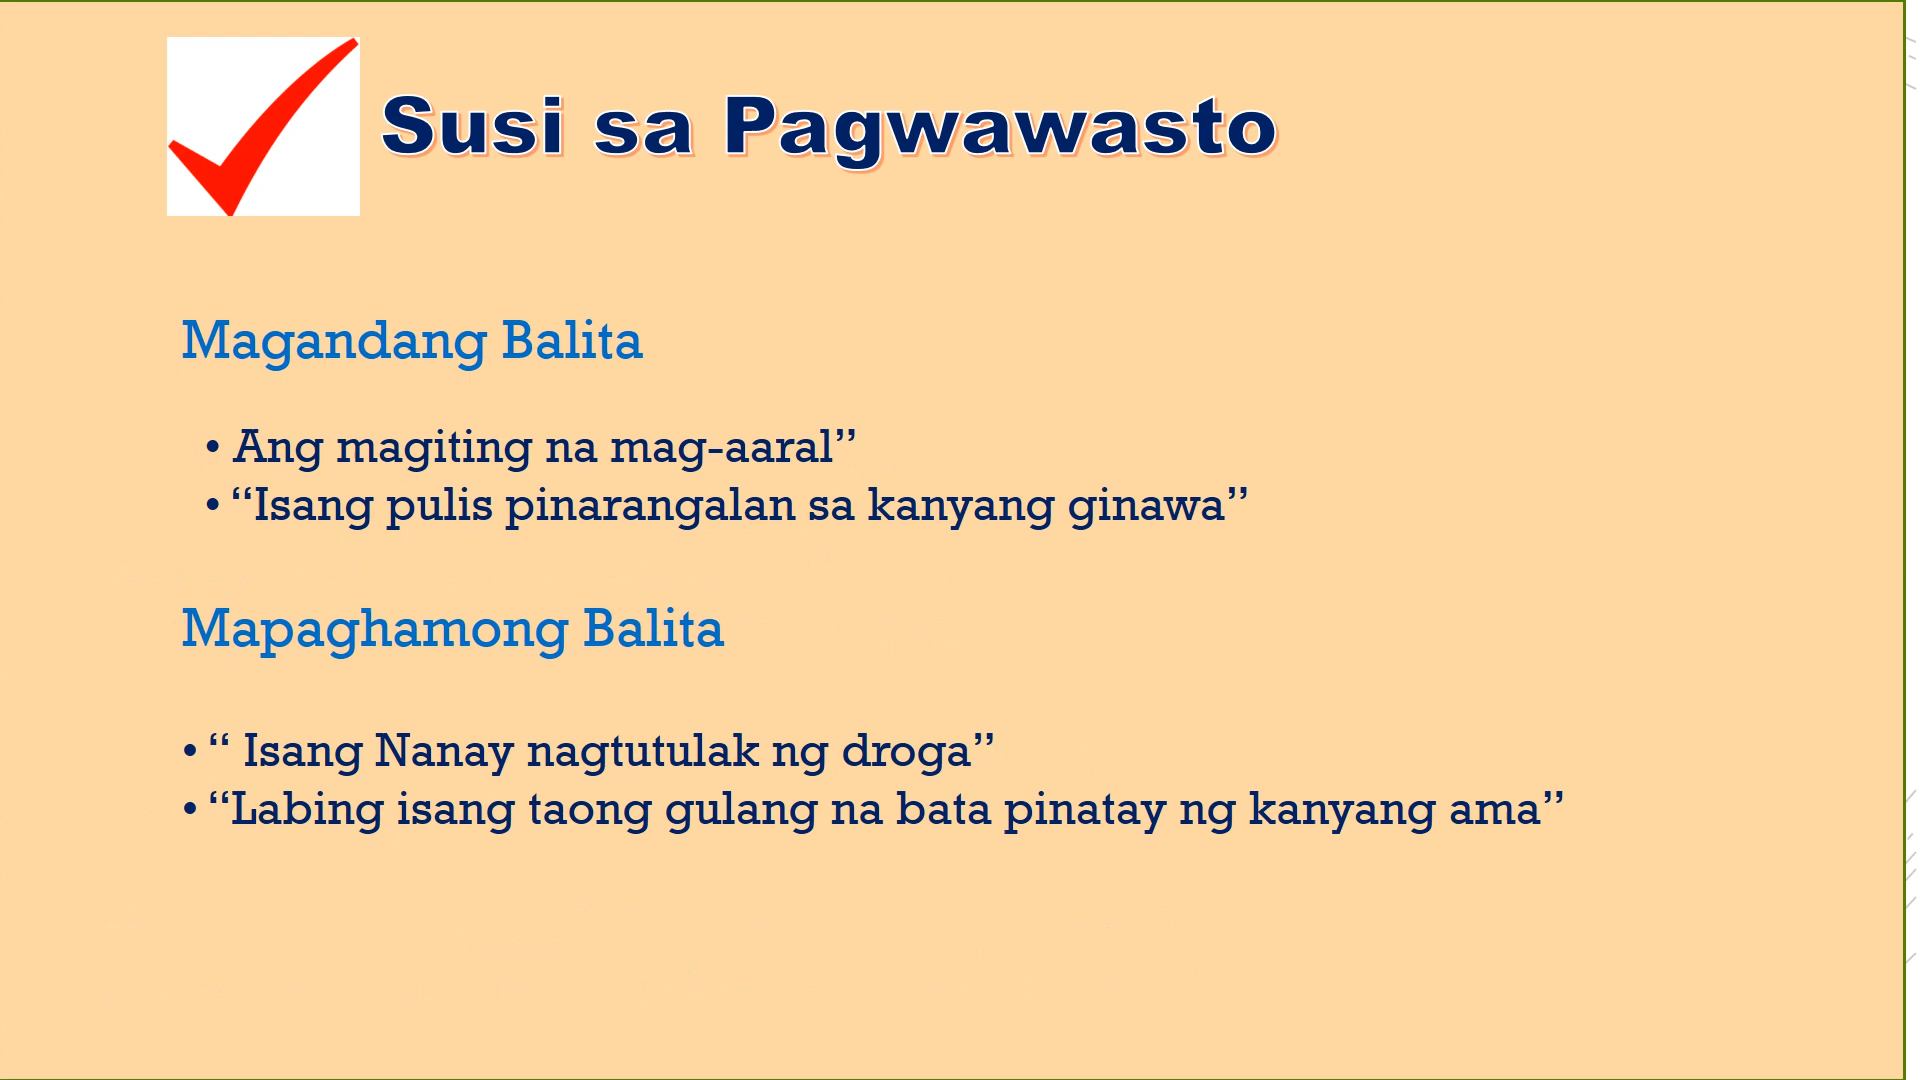 Susi sa Pagwawasto
Magandang Balita
• Ang magiting na mag-aaral’’
• ‘‘Isang pulis pinarangalan sa kanyang ginawa’’
Mapaghamong Balita
• ‘‘ Isang Nanay nagtutulak ng droga’’
• ‘‘Labing isang taong gulang na bata pinatay ng kanyang ama’’